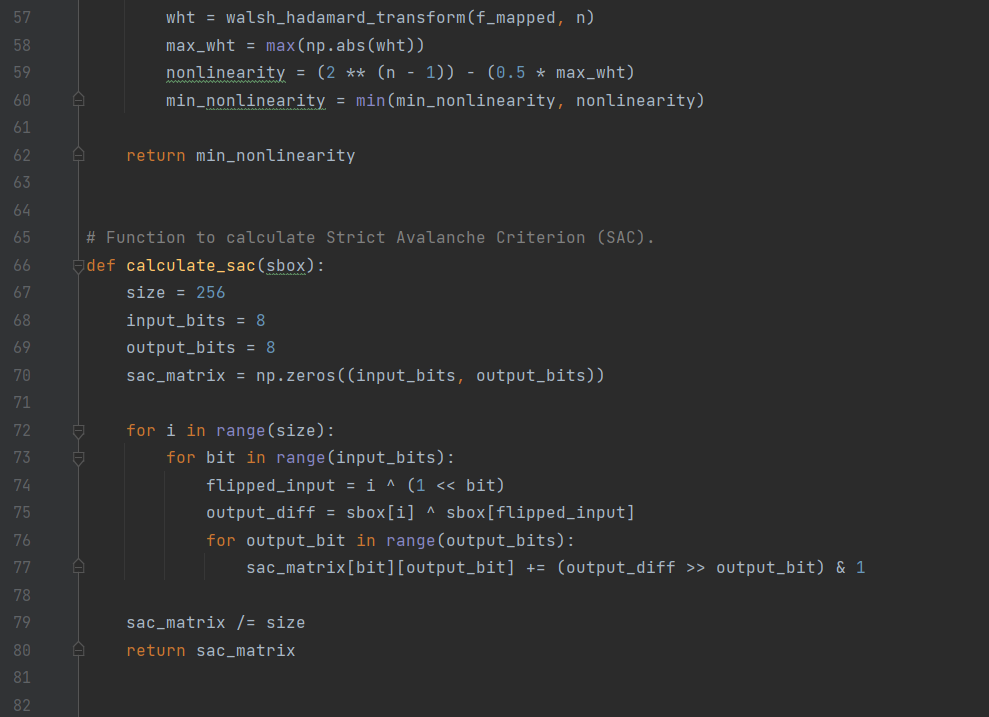 57 wht = walsh_hadamard_transform(f_mapped, n)
58 max_wht = max(np.abs(wht))
59 nonlinearity = (2 ** (n - 1)) - (0.5 * max_wht)
60 min_nonlinearity = min(min_nonlinearity, nonlinearity)
61
62 return min_nonlinearity
63
64
65 # Function to calculate Strict Avalanche Criterion (SAC).
66 def calculate_sac(sbox):
67 size = 256
68 input_bits = 8
69 output_bits = 8
70 sac_matrix = np.zeros((input_bits, output_bits))
71
72 for i in range(size):
73 for bit in range(input_bits):
74 flipped_input = i ^ (1 << bit)
75 output_diff = sbox[i] ^ sbox[flipped_input]
76 for output_bit in range(output_bits):
77 sac_matrix[bit][output_bit] += (output_diff >> output_bit) & 1
78
79 sac_matrix /= size
80 return sac_matrix
81
82